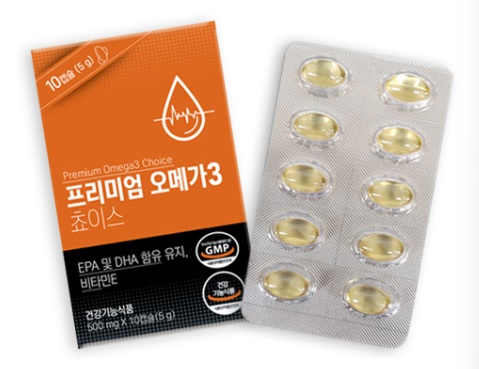 10캡슐(5 g)
Premium Omega3 Choice
프리미엄 오메가3
쵸이스
EPA 및 DHA 함유 유지,
비타민E
GMP
건강
기능식품
건강기능식품
500 mg X 10캡슐(5 g)